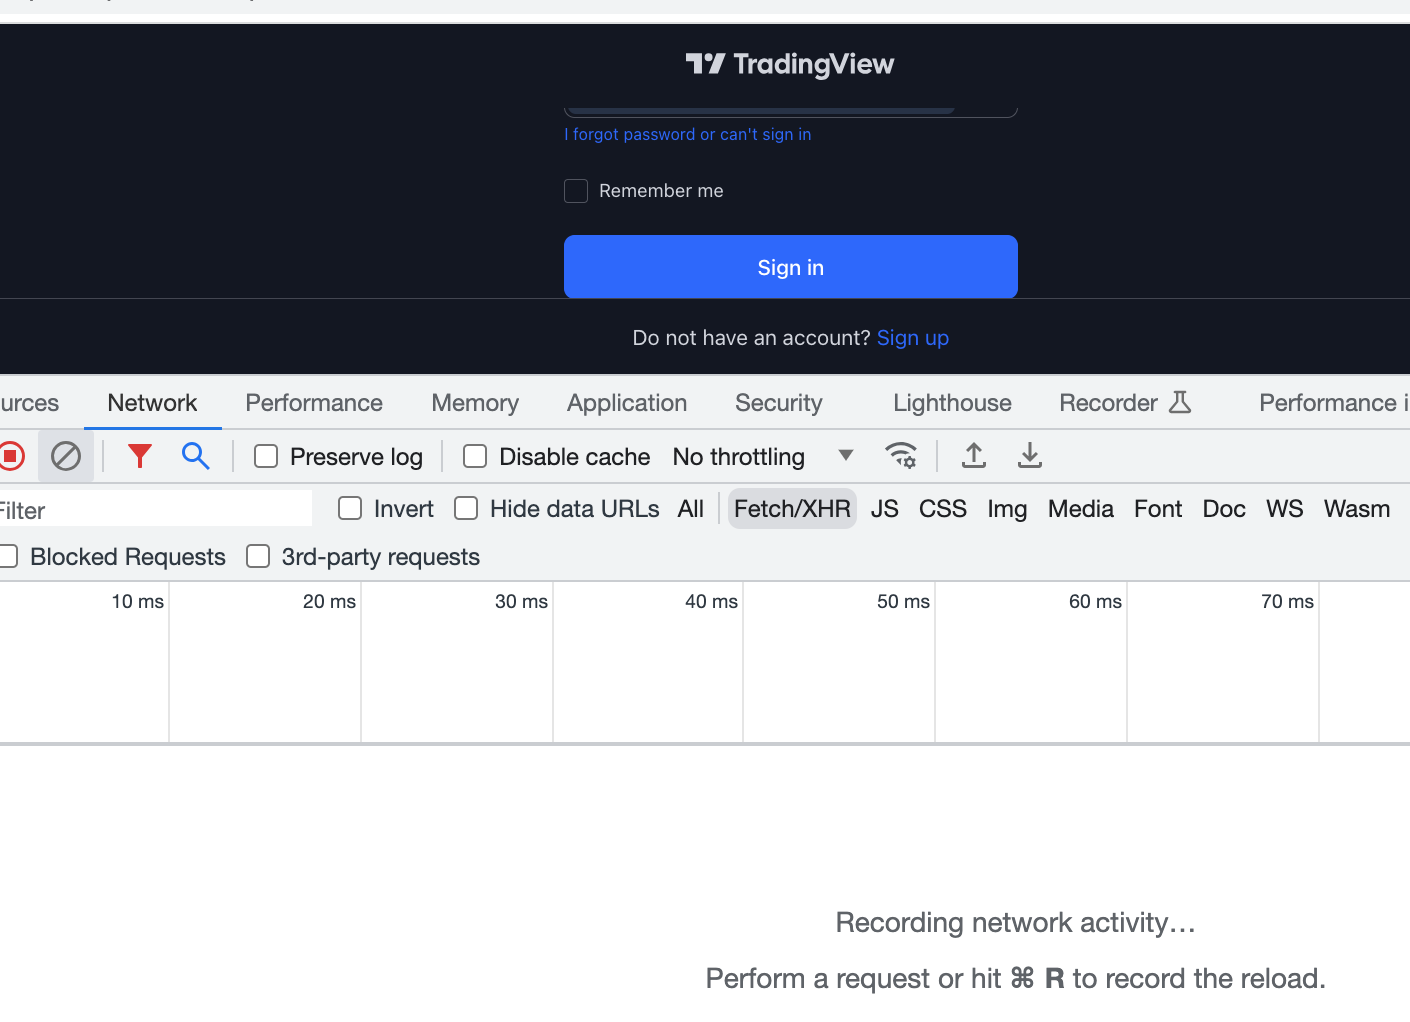 TradingView
I forgot password or can't sign in
Remember me
Sign in
Do not have an account? Sign up
urces Network Performance Memory Application Security Lighthouse Recorder Performance i
Preserve log Disable cache No throttling
Filter Invert Hide data URLs All Fetch/XHR JS CSS Img Media Font Doc WS Wasm
Blocked Requests 3rd-party requests
10 ms 20 ms 30 ms 40 ms 50 ms 60 ms 70 ms
Recording network activity…
Perform a request or hit ⌘ R to record the reload.